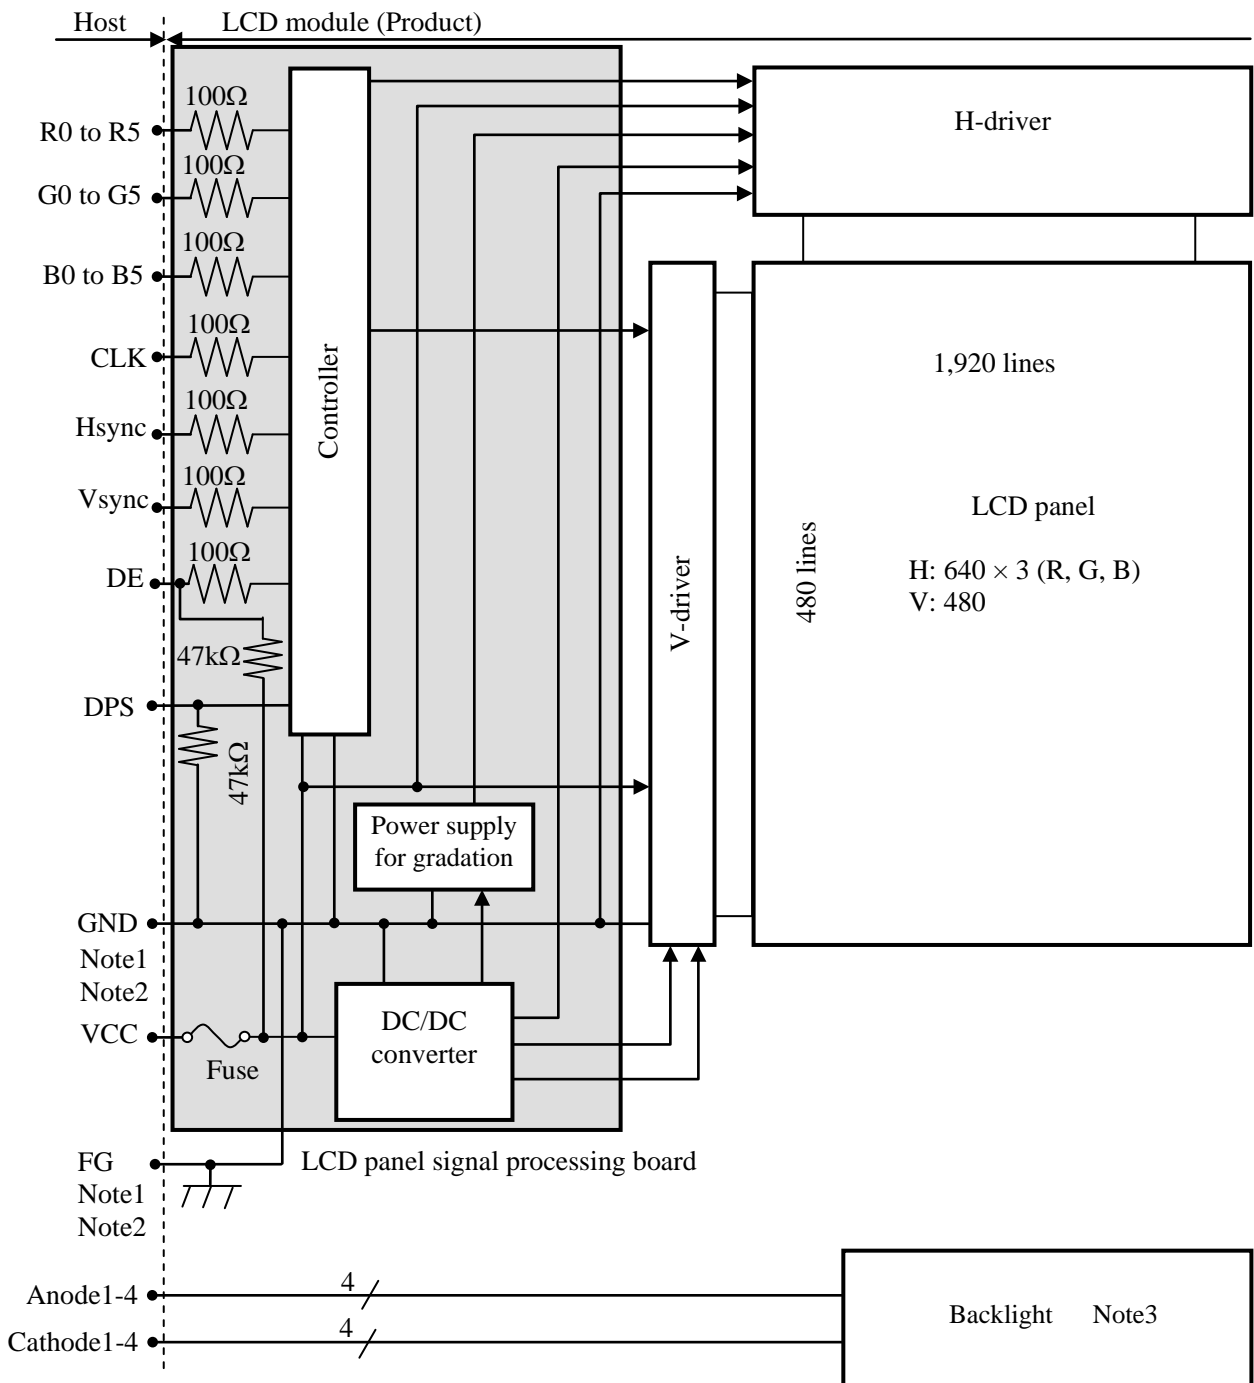 Host
LCD module (Product)
100Ω
R0 to R5
100Ω
G0 to G5
100Ω
B0 to B5
100Ω
CLK
100Ω
Hsync
100Ω
Vsync
100Ω
DE
47kΩ
DPS
47kΩ
Controller
H-driver
V-driver
1,920 lines
480 lines
LCD panel
H: 640 × 3 (R, G, B)
V: 480
Power supply
for gradation
GND
Note1
Note2
VCC
Fuse
DC/DC
converter
FG
Note1
Note2
LCD panel signal processing board
Anode1-4
4
Cathode1-4
4
Backlight Note3